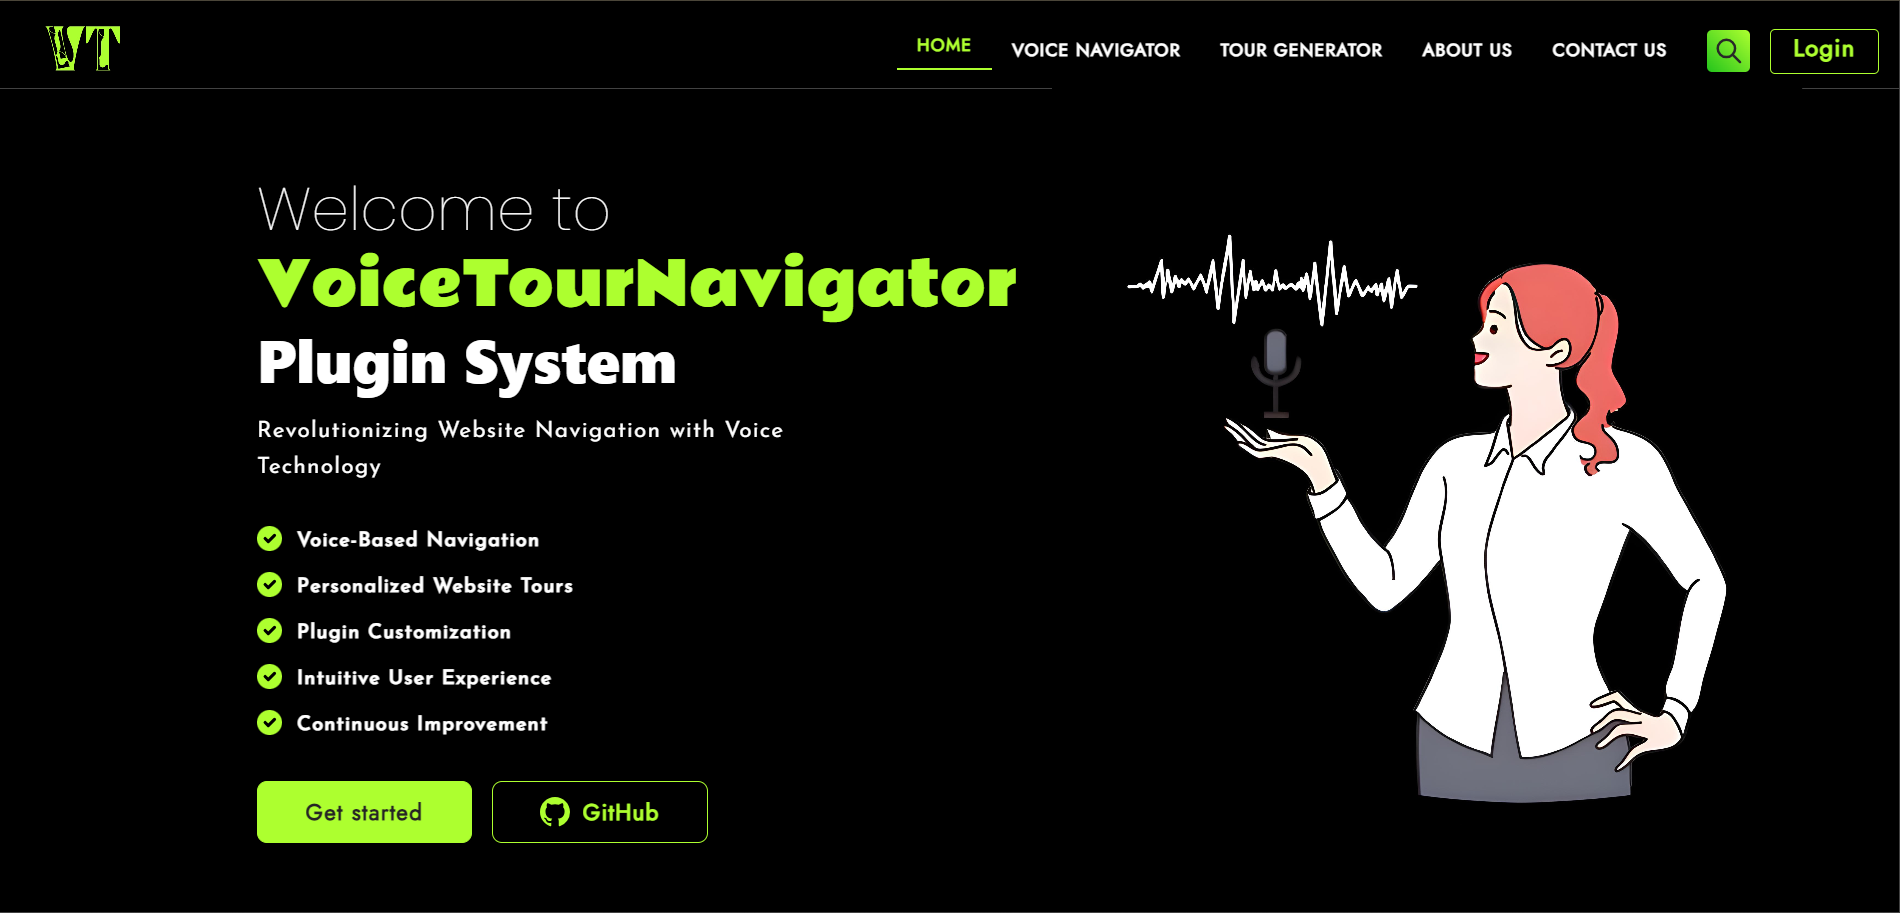 VT
HOME
VOICE NAVIGATOR
TOUR GENERATOR
ABOUT US
CONTACT US
Login
Welcome to
VoiceTourNavigator
Plugin System
Revolutionizing Website Navigation with Voice
Technology
Voice-Based Navigation
Personalized Website Tours
Plugin Customization
Intuitive User Experience
Continuous Improvement
Get started
GitHub